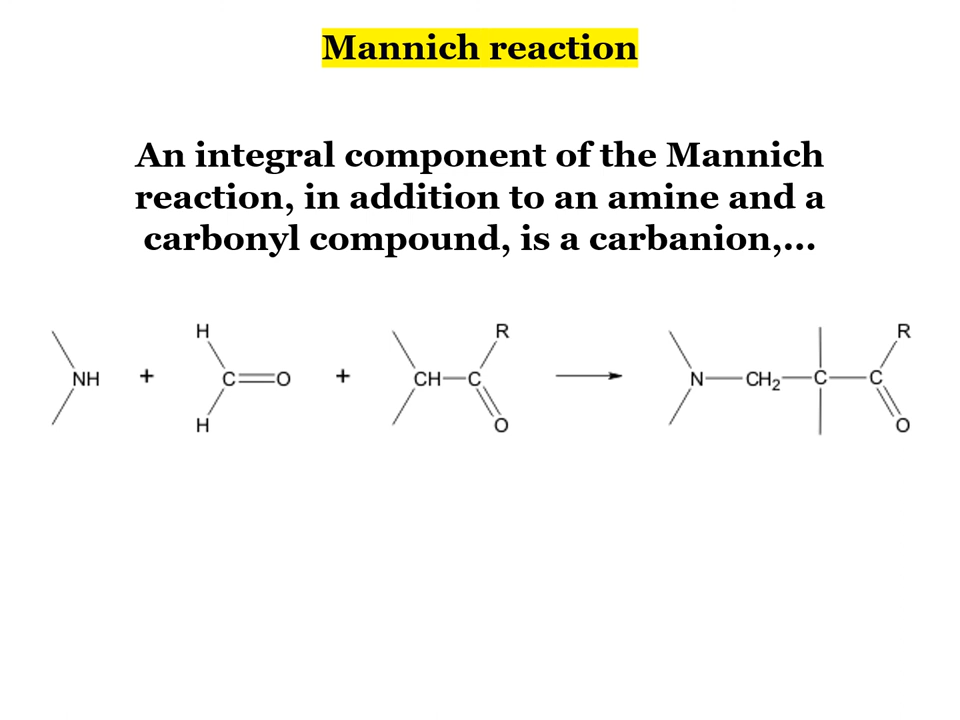 Mannich reaction
An integral component of the Mannich
reaction, in addition to an amine and a
carbonyl compound, is a carbanion,...
H R R
NH + C O + CH C N CH2 C C
H O O